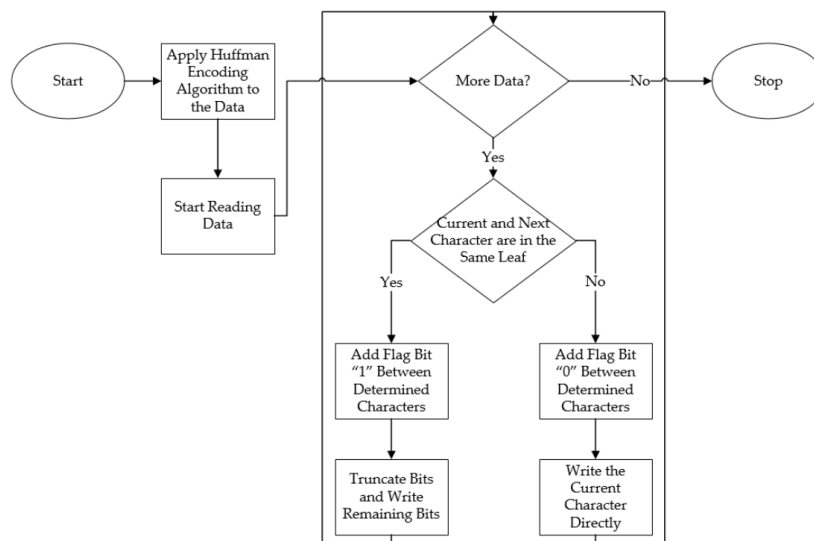 Start
Apply Huffman
Encoding
Algorithm to
the Data
More Data?
No
Stop
Yes
Start Reading
Data
Current and Next
Character are in the
Same Leaf
Yes
No
Add Flag Bit
“1” Between
Determined
Characters
Add Flag Bit
“0” Between
Determined
Characters
Truncate Bits
and Write
Remaining Bits
Write the
Current
Character
Directly